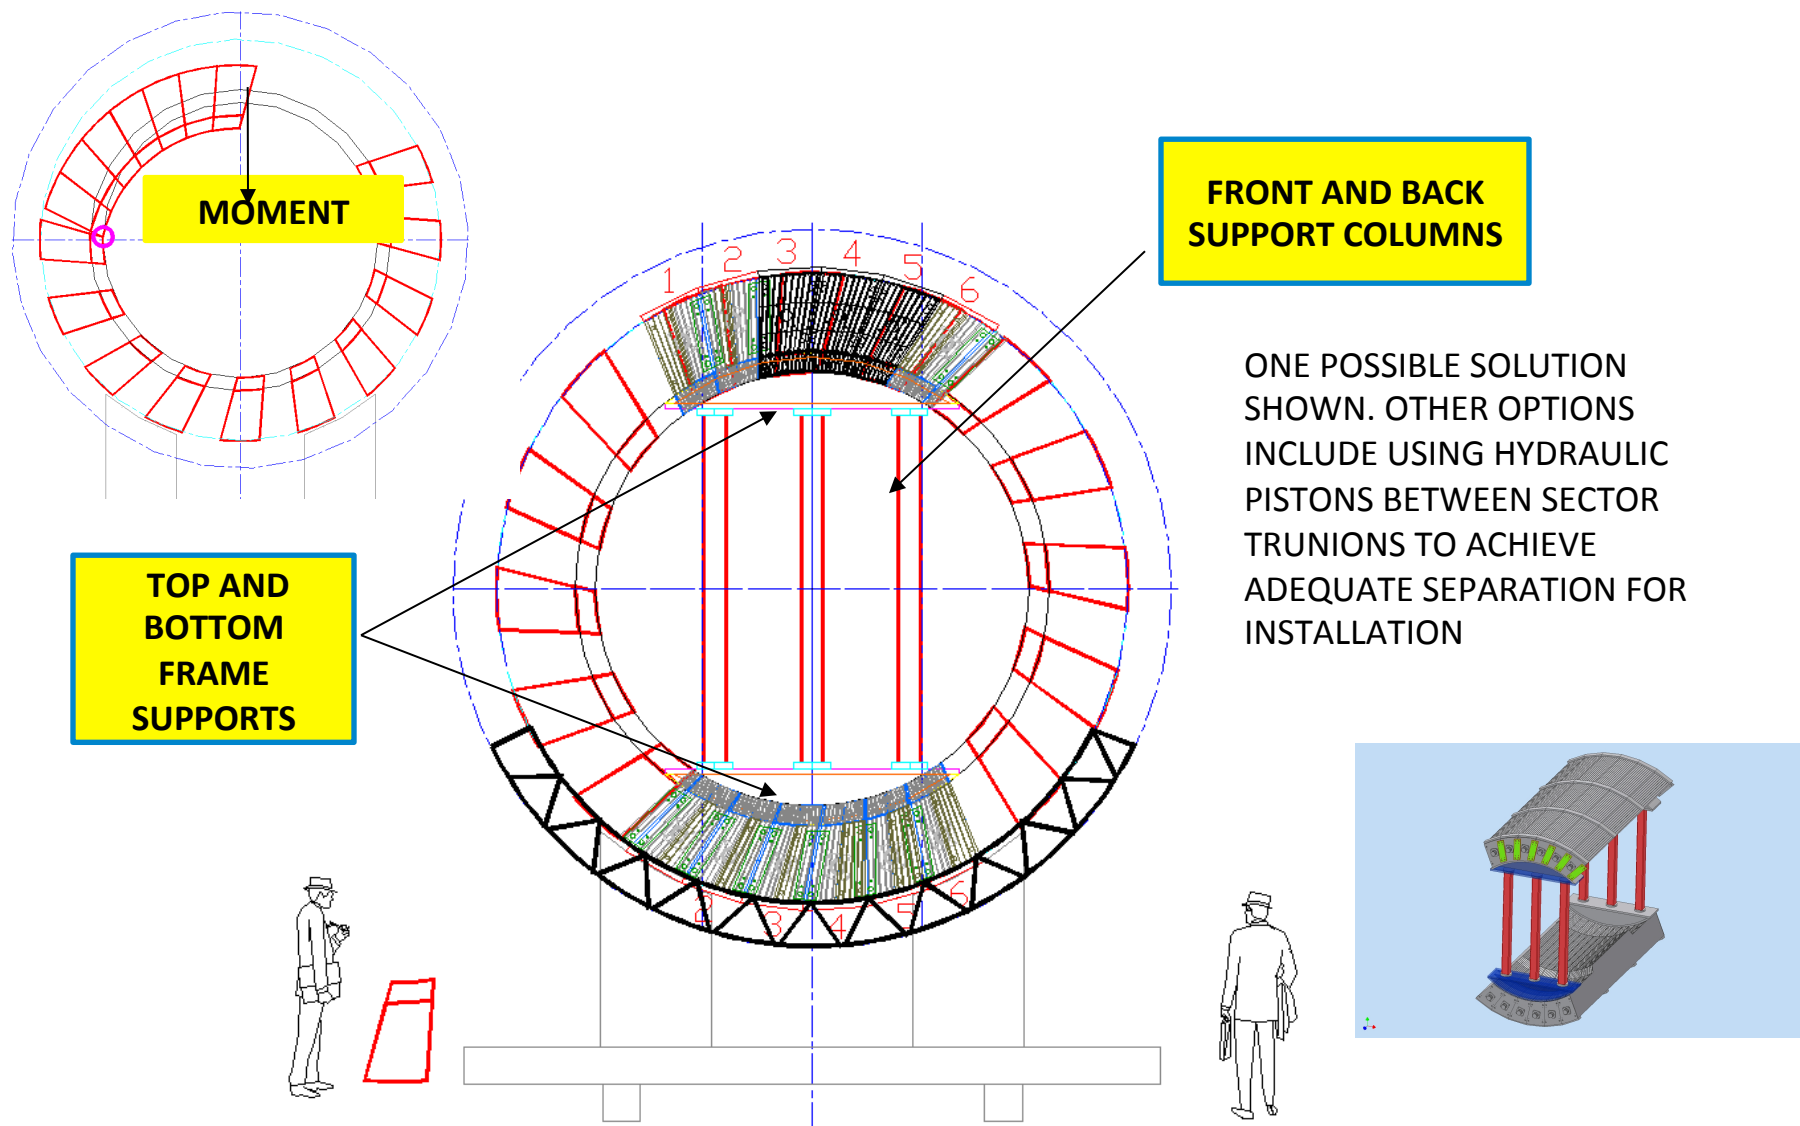 MOMENT
FRONT AND BACK
SUPPORT COLUMNS
1 2 3 4 5 6
ONE POSSIBLE SOLUTION
SHOWN. OTHER OPTIONS
INCLUDE USING HYDRAULIC
PISTONS BETWEEN SECTOR
TRUNIONS TO ACHIEVE
ADEQUATE SEPARATION FOR
INSTALLATION
TOP AND
BOTTOM
FRAME
SUPPORTS
2 3 4 5 6